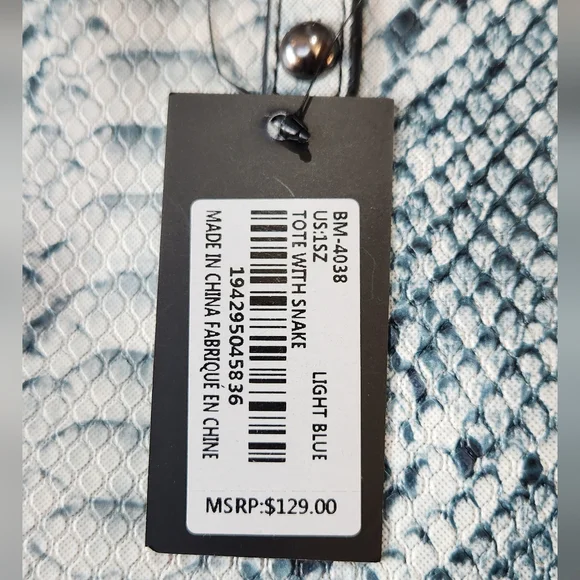 BM-4038
US:1SZ
TOTE WITH SNAKE
LIGHT BLUE
194295045836
MADE IN CHINA FABRIQUE EN CHINE
MSRP:$129.00